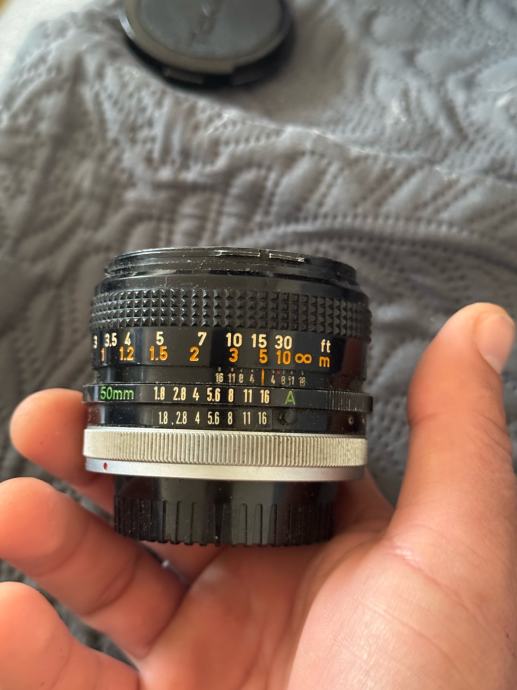 3 3.5 4 5 7 10 15 30 ft
1 1.2 1.5 2 3 5 10 ∞ m
16 11 8 4 4 8 11 16
50mm 1.8 2.8 4 5.6 8 11 16 A
1.8 2.8 4 5.6 8 11 16